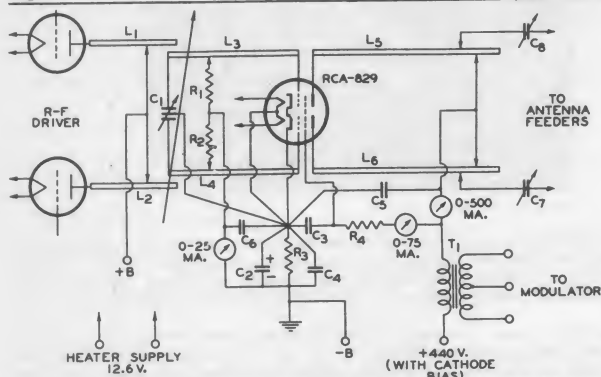 L1
L3
L5
C8
RCA-829
R-F
DRIVER
C1
R1
R2
TO
ANTENNA
FEEDERS
L2
L4
L6
C7
C5
0-500
MA.
0-25
MA.
C6
C3
R4
0-75
MA.
T1
+B
C2
+
-
R3
C4
TO
MODULATOR
-B
HEATER SUPPLY
12.6 V.
+440 V.
(WITH CATHODE
BIAS)